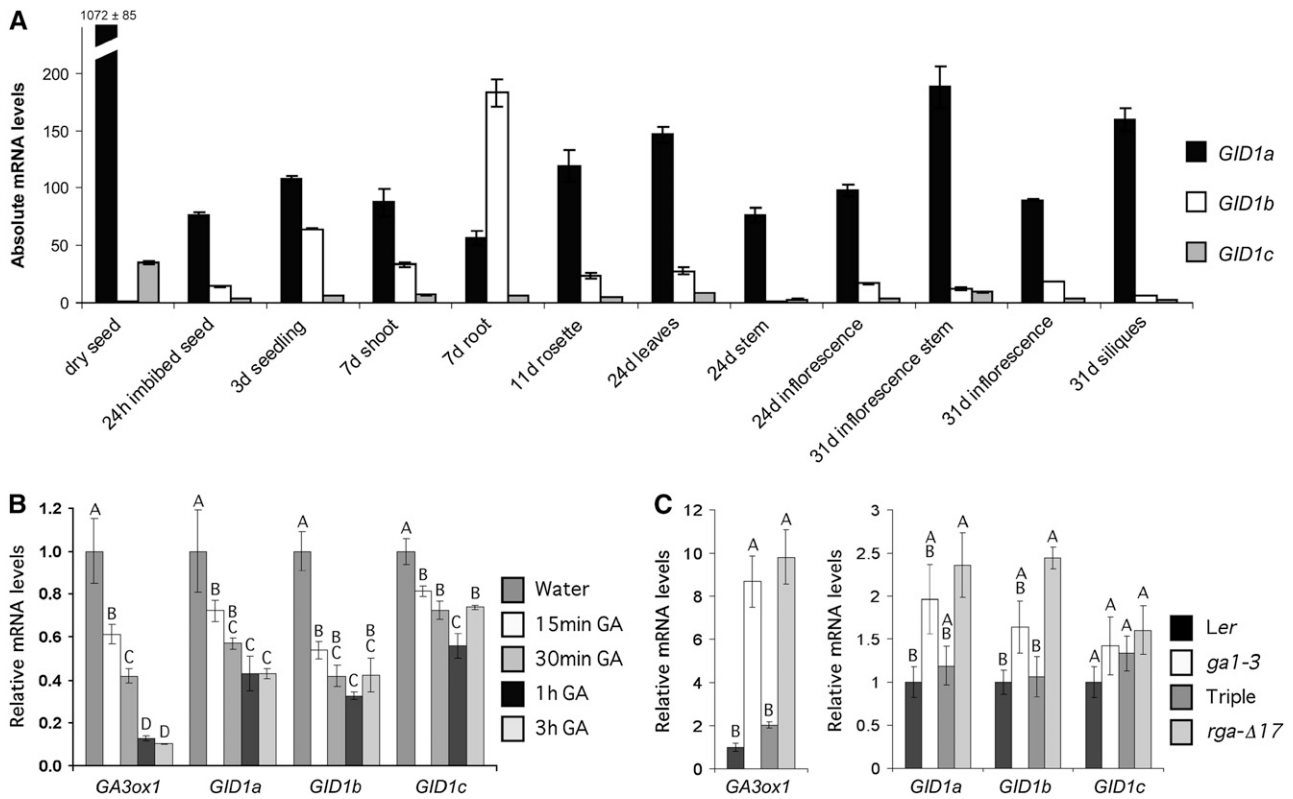 A
1072 ± 85
Absolute mRNA levels
200
150
100
50
0
dry seed
24h imbibed seed
3d seedling
7d shoot
7d root
11d rosette
24d leaves
24d stem
24d inflorescence
31d inflorescence stem
31d inflorescence
31d siliques
GID1a
GID1b
GID1c
B
Relative mRNA levels
1.2
1.0
0.8
0.6
0.4
0.2
0.0
A B C D D
A B B C C C
A B B C C B C
A B B C B
GA3ox1 GID1a GID1b GID1c
Water
15min GA
30min GA
1h GA
3h GA
C
Relative mRNA levels
12
10
8
6
4
2
0
B A B A
GA3ox1
Relative mRNA levels
3
2.5
2
1.5
1
0.5
0
B A B A B A
B A B B A
A A A A
GID1a GID1b GID1c
Ler
ga1-3
Triple
rga-Δ17